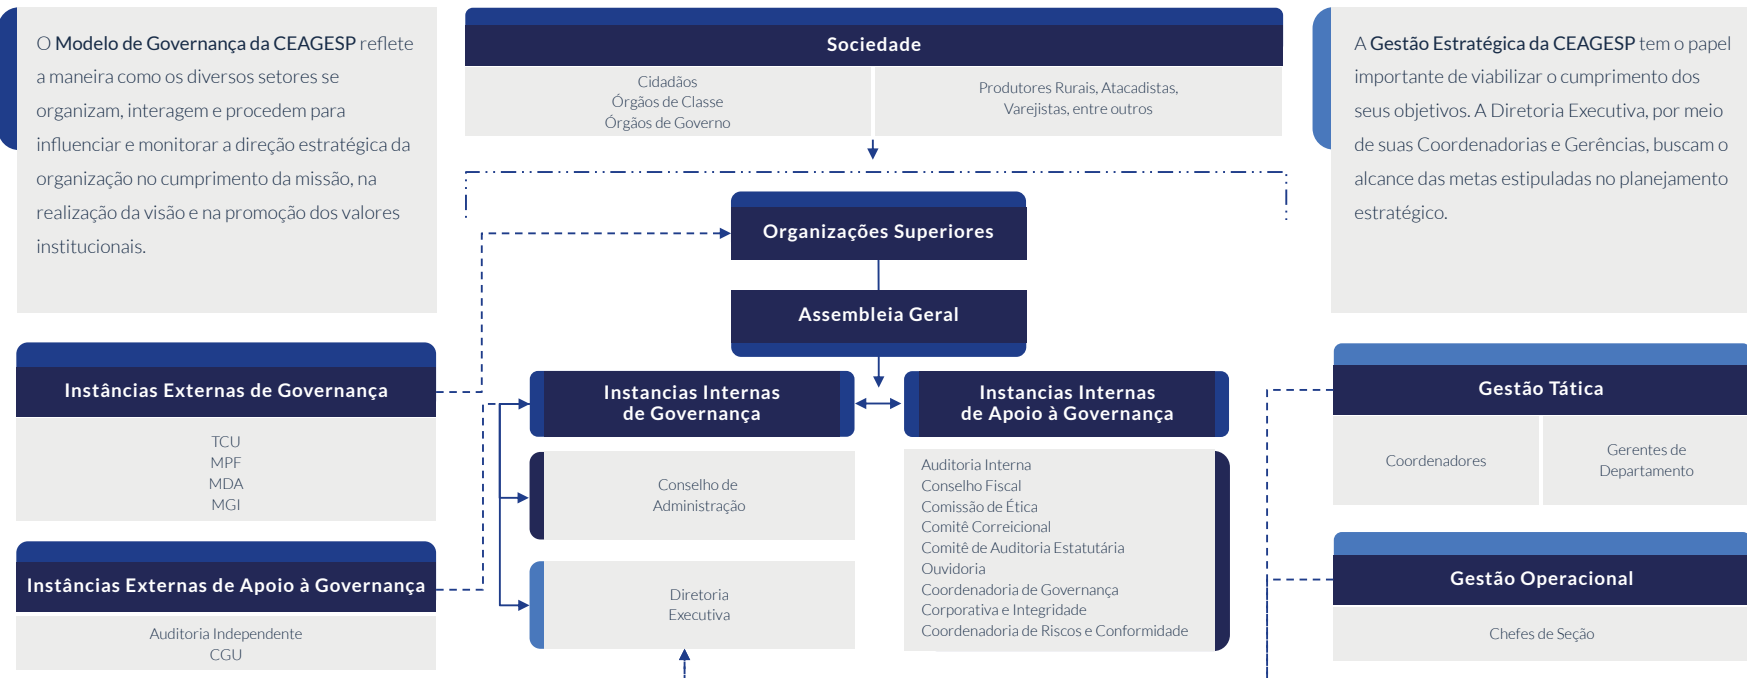 O Modelo de Governança da CEAGESP reflete
a maneira como os diversos setores se
organizam, interagem e procedem para
influenciar e monitorar a direção estratégica da
organização no cumprimento da missão, na
realização da visão e na promoção dos valores
institucionais.
Sociedade
Cidadãos
Órgãos de Classe
Órgãos de Governo
Produtores Rurais, Atacadistas,
Varejistas, entre outros
A Gestão Estratégica da CEAGESP tem o papel
importante de viabilizar o cumprimento dos
seus objetivos. A Diretoria Executiva, por meio
de suas Coordenadorias e Gerências, buscam o
alcance das metas estipuladas no planejamento
estratégico.
Organizações Superiores
Assembleia Geral
Instâncias Externas de Governança
TCU
MPF
MDA
MGI
Instâncias Externas de Apoio à Governança
Auditoria Independente
CGU
Instancias Internas
de Governança
Conselho de
Administração
Diretoria
Executiva
Instancias Internas
de Apoio à Governança
Auditoria Interna
Conselho Fiscal
Comissão de Ética
Comitê Correicional
Comitê de Auditoria Estatutária
Ouvidoria
Coordenadoria de Governança
Corporativa e Integridade
Coordenadoria de Riscos e Conformidade
Gestão Tática
Coordenadores
Gerentes de
Departamento
Gestão Operacional
Chefes de Seção